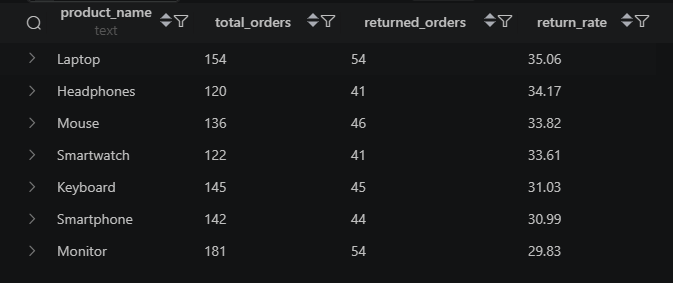 product_name total_orders returned_orders return_rate
text
Laptop 154 54 35.06
Headphones 120 41 34.17
Mouse 136 46 33.82
Smartwatch 122 41 33.61
Keyboard 145 45 31.03
Smartphone 142 44 30.99
Monitor 181 54 29.83